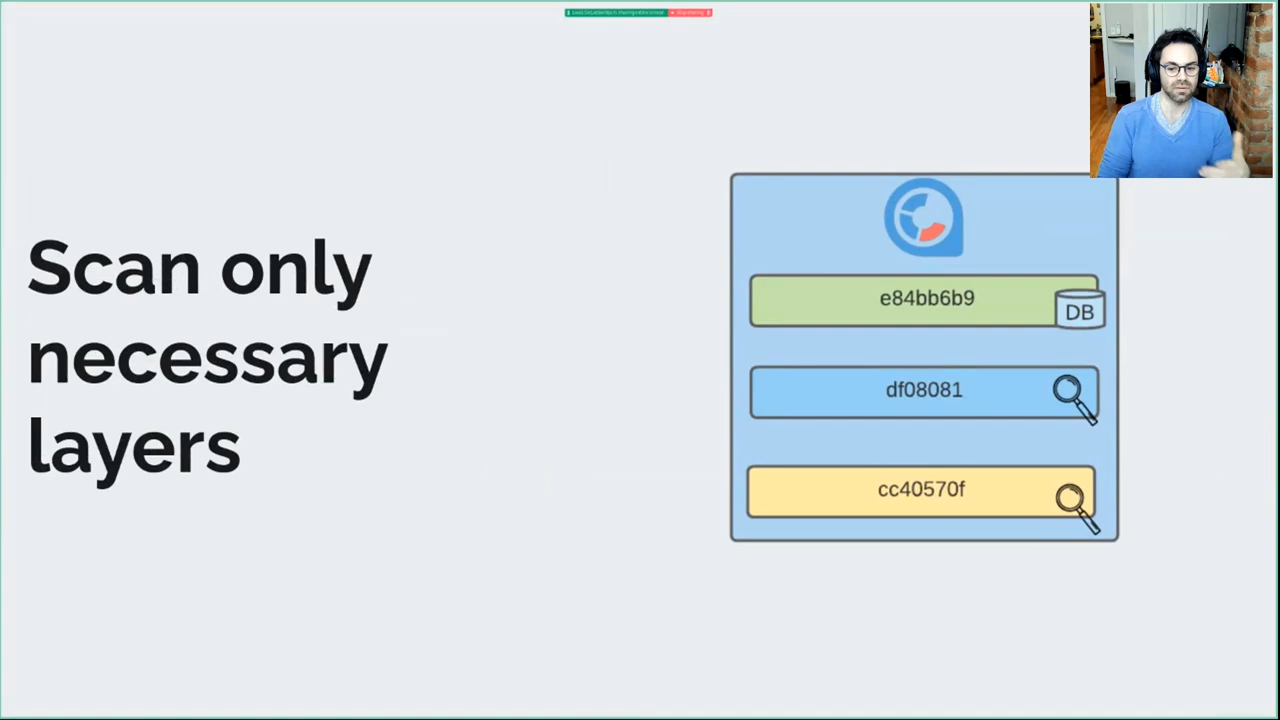 Scan only
necessary
layers
e84bb6b9
DB
df08081
cc40570f